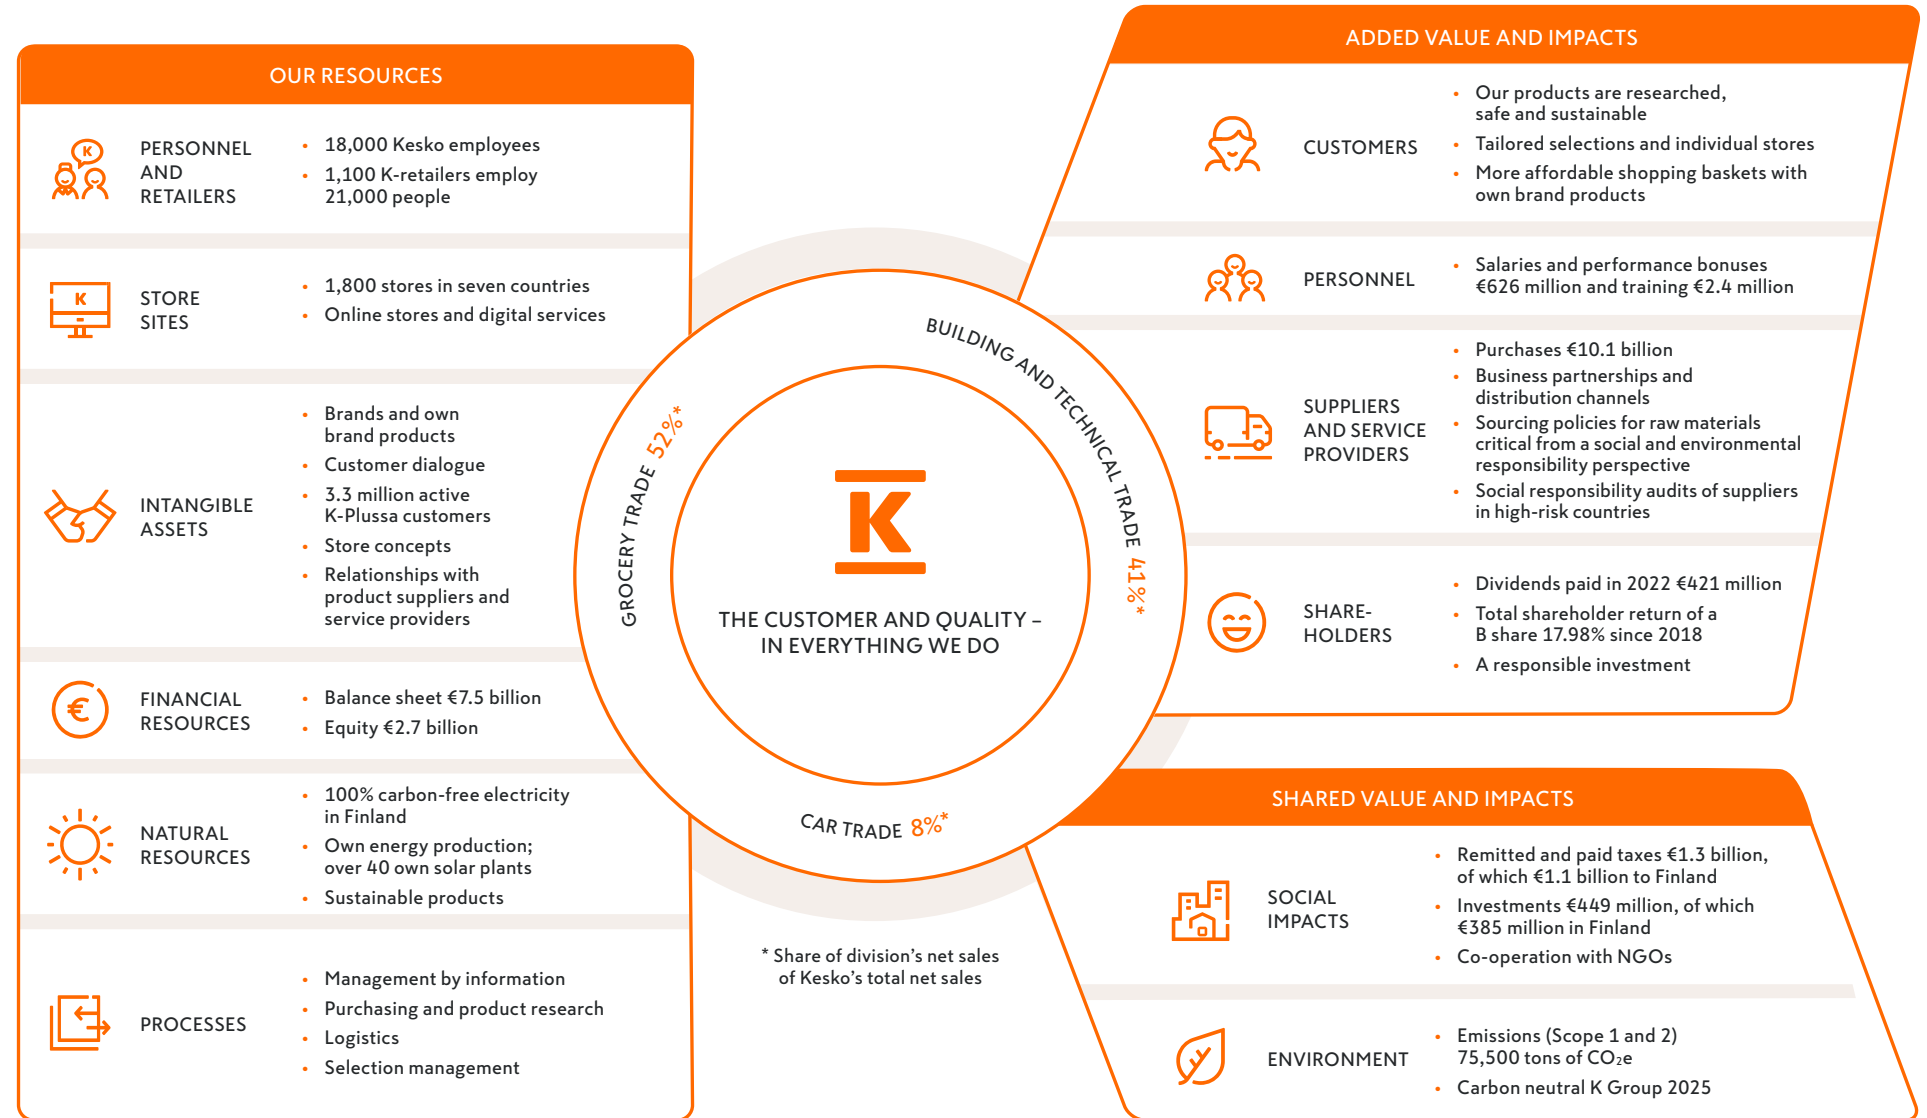 OUR RESOURCES
PERSONNEL
AND
RETAILERS
• 18,000 Kesko employees
• 1,100 K-retailers employ
21,000 people
STORE
SITES
• 1,800 stores in seven countries
• Online stores and digital services
INTANGIBLE
ASSETS
• Brands and own
brand products
• Customer dialogue
• 3.3 million active
K-Plussa customers
• Store concepts
• Relationships with
product suppliers and
service providers
FINANCIAL
RESOURCES
• Balance sheet €7.5 billion
• Equity €2.7 billion
NATURAL
RESOURCES
• 100% carbon-free electricity
in Finland
• Own energy production;
over 40 own solar plants
• Sustainable products
PROCESSES
• Management by information
• Purchasing and product research
• Logistics
• Selection management
K
K
GROCERY TRADE 52%*
BUILDING AND TECHNICAL TRADE 41%*
CAR TRADE 8%*
K
THE CUSTOMER AND QUALITY –
IN EVERYTHING WE DO
* Share of division’s net sales
of Kesko’s total net sales
ADDED VALUE AND IMPACTS
CUSTOMERS
• Our products are researched,
safe and sustainable
• Tailored selections and individual stores
• More affordable shopping baskets with
own brand products
PERSONNEL
• Salaries and performance bonuses
€626 million and training €2.4 million
SUPPLIERS
AND SERVICE
PROVIDERS
• Purchases €10.1 billion
• Business partnerships and
distribution channels
• Sourcing policies for raw materials
critical from a social and environmental
responsibility perspective
• Social responsibility audits of suppliers
in high-risk countries
SHARE-
HOLDERS
• Dividends paid in 2022 €421 million
• Total shareholder return of a
B share 17.98% since 2018
• A responsible investment
SHARED VALUE AND IMPACTS
SOCIAL
IMPACTS
• Remitted and paid taxes €1.3 billion,
of which €1.1 billion to Finland
• Investments €449 million, of which
€385 million in Finland
• Co-operation with NGOs
ENVIRONMENT
• Emissions (Scope 1 and 2)
75,500 tons of CO₂e
• Carbon neutral K Group 2025